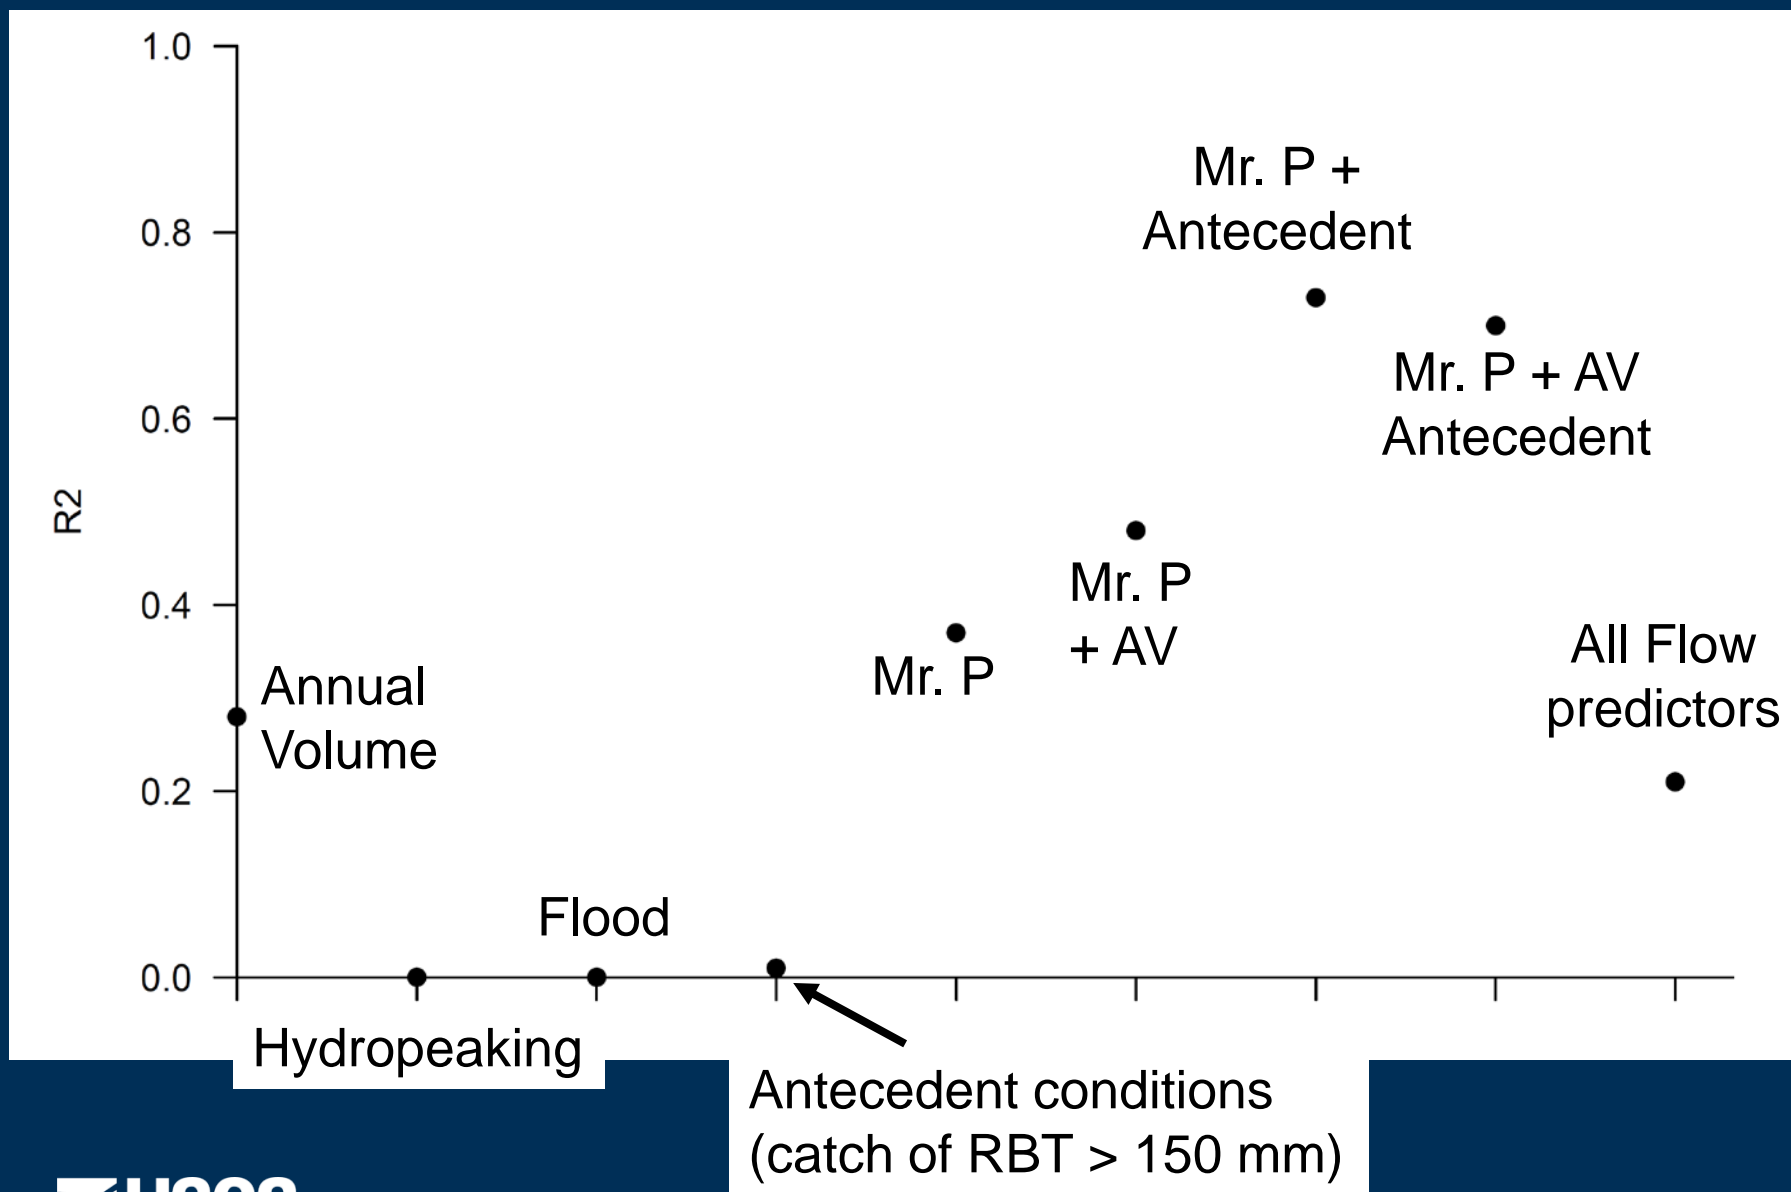 1.0
0.8
0.6
0.4
0.2
0.0
R2
Mr. P +
Antecedent
Mr. P + AV
Antecedent
Mr. P
+ AV
Mr. P
All Flow
predictors
Annual
Volume
Flood
Hydropeaking
Antecedent conditions
(catch of RBT > 150 mm)